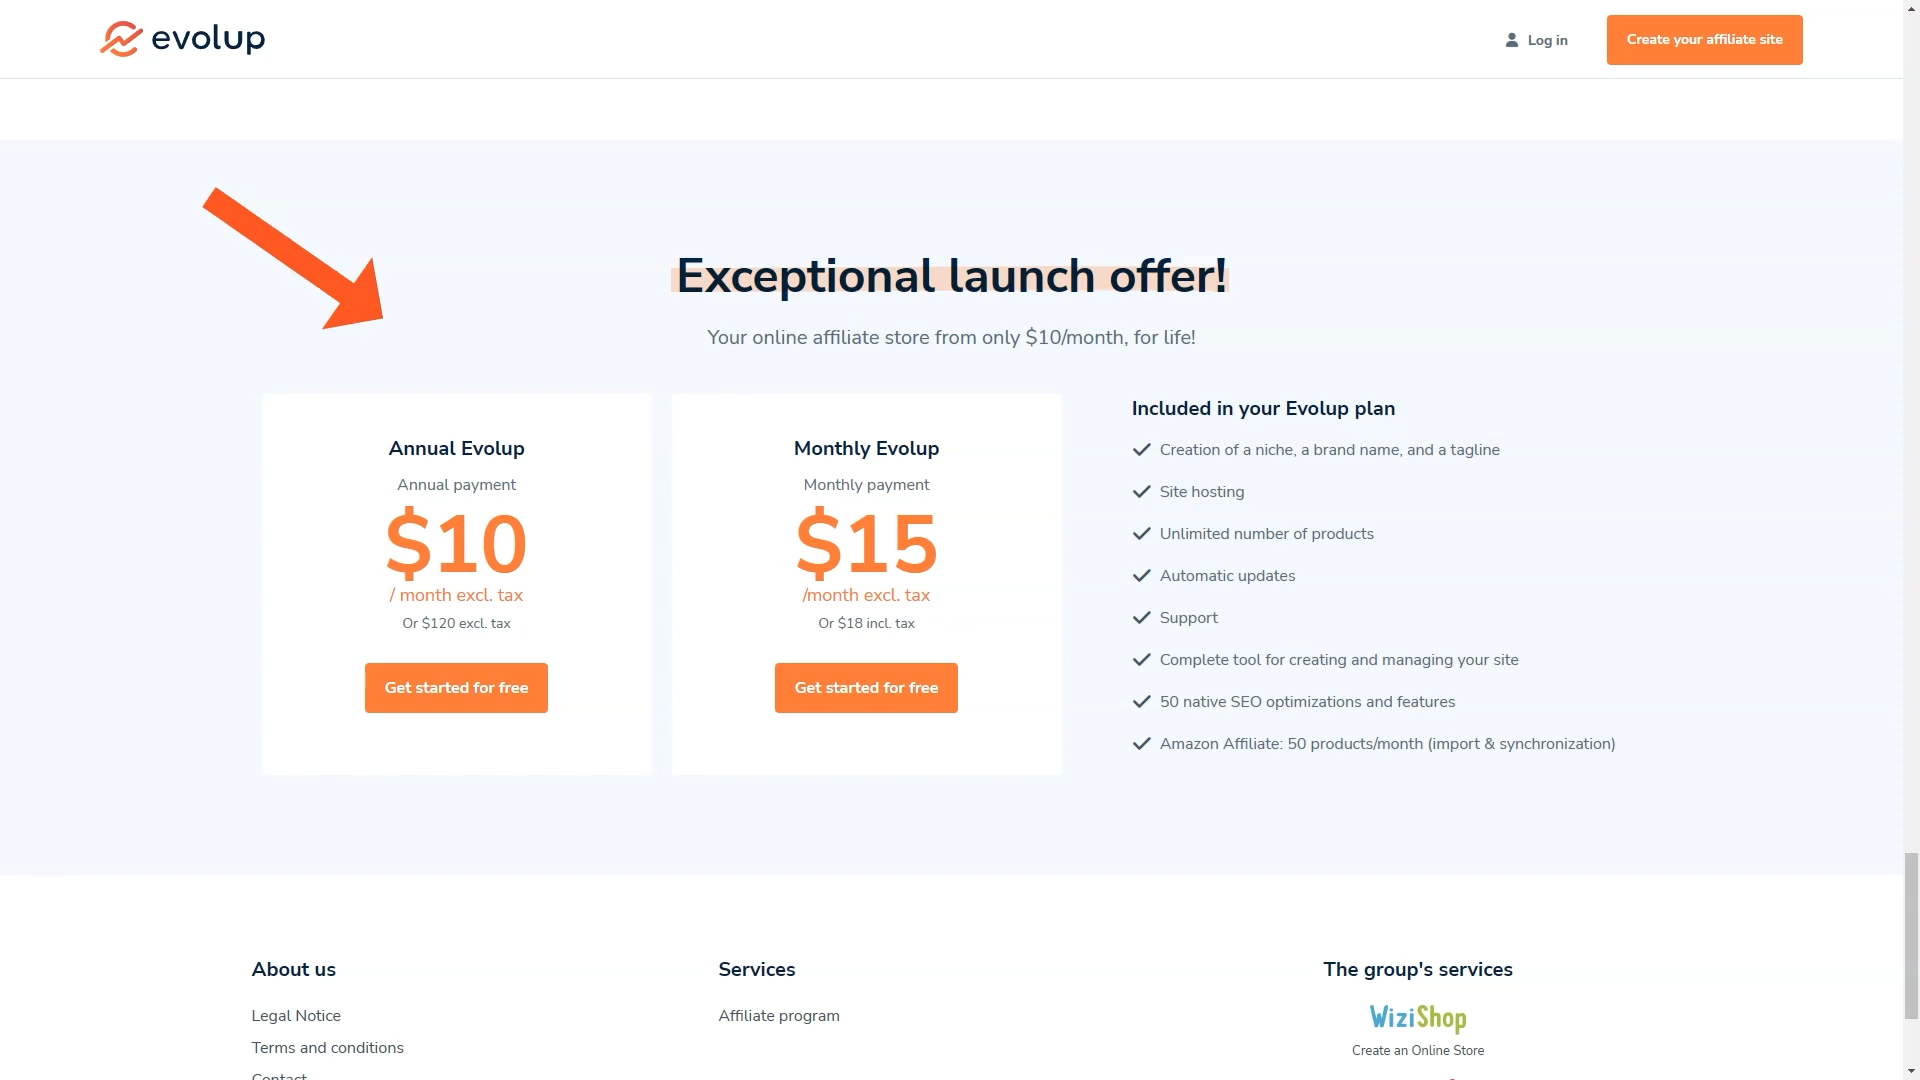 evolup
Log in
Create your affiliate site
Exceptional launch offer!
Your online affiliate store from only $10/month, for life!
Annual Evolup
Annual payment
$10
/ month excl. tax
Or $120 excl. tax
Get started for free
Monthly Evolup
Monthly payment
$15
/month excl. tax
Or $18 incl. tax
Get started for free
Included in your Evolup plan
Creation of a niche, a brand name, and a tagline
Site hosting
Unlimited number of products
Automatic updates
Support
Complete tool for creating and managing your site
50 native SEO optimizations and features
Amazon Affiliate: 50 products/month (import & synchronization)
About us
Legal Notice
Terms and conditions
Contact
Services
Affiliate program
The group's services
WiziShop
Create an Online Store